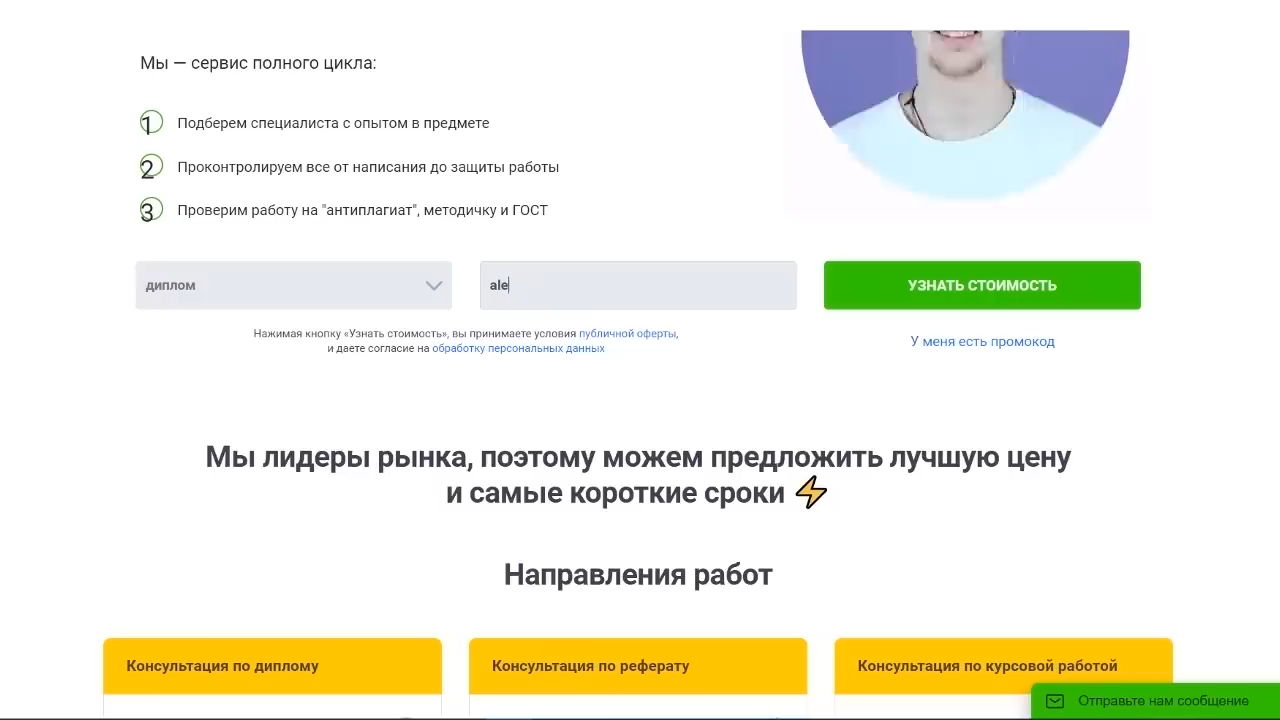 Мы — сервис полного цикла:
1 Подберем специалиста с опытом в предмете
2 Проконтролируем все от написания до защиты работы
3 Проверим работу на "антиплагиат", методичку и ГОСТ
диплом
ale
УЗНАТЬ СТОИМОСТЬ
Нажимая кнопку «Узнать стоимость», вы принимаете условия публичной оферты,
и даете согласие на обработку персональных данных
У меня есть промокод
Мы лидеры рынка, поэтому можем предложить лучшую цену
и самые короткие сроки ⚡
Направления работ
Консультация по диплому
Консультация по реферату
Консультация по курсовой работой
Отправьте нам сообщение